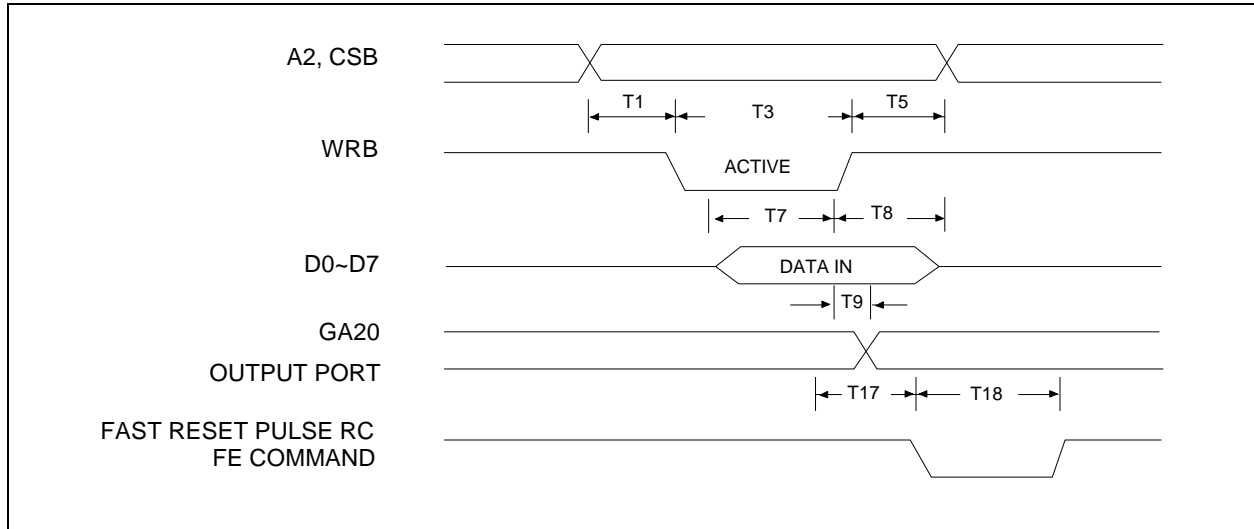 A2, CSB
T1
T3
T5
WRB
ACTIVE
T7
T8
D0~D7
DATA IN
T9
GA20
OUTPUT PORT
T17
T18
FAST RESET PULSE RC
FE COMMAND